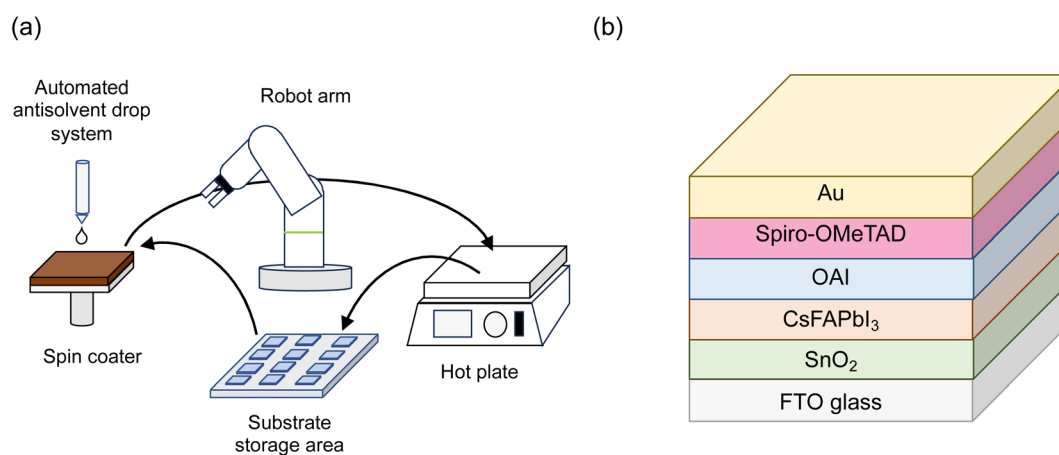 (a)
Automated
antisolvent drop
system
Robot arm
Spin coater
Substrate
storage area
Hot plate
(b)
Au
Spiro-OMeTAD
OAI
CsFAPbI₃
SnO₂
FTO glass